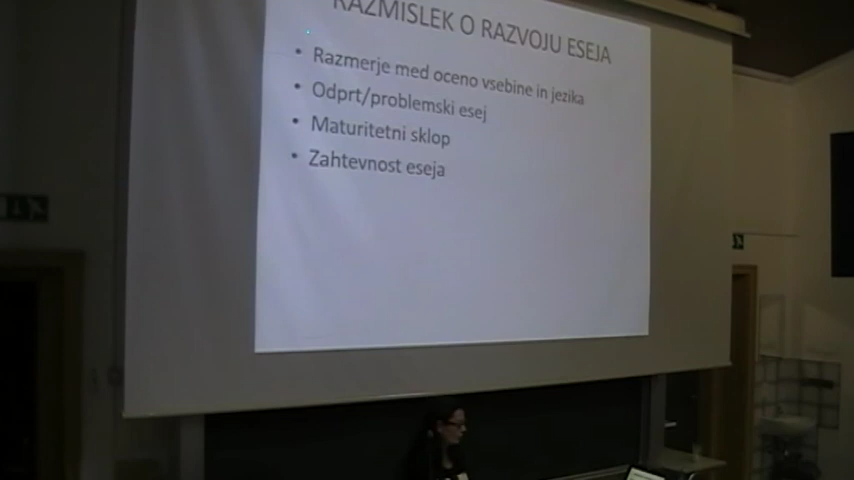 RAZMISLEK O RAZVOJU ESEJA
• Razmerje med oceno vsebine in jezika
• Odprt/problemski esej
• Maturitetni sklop
• Zahtevnost eseja